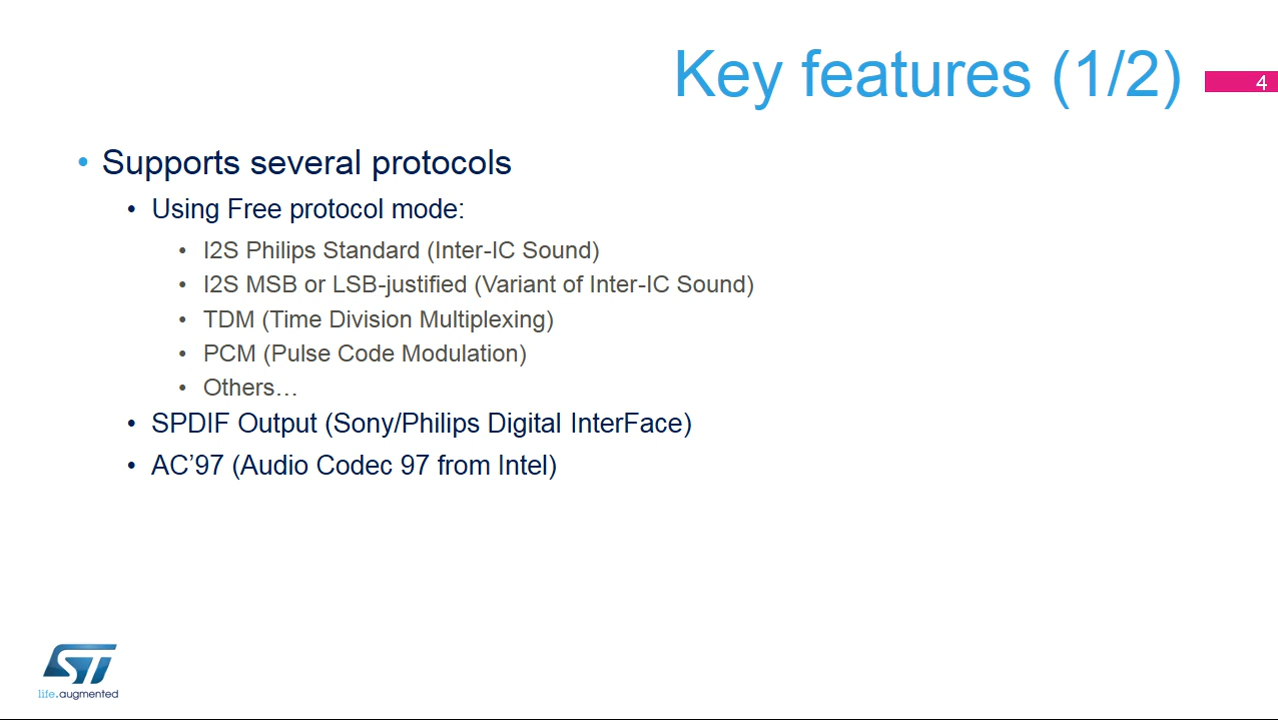 Key features (1/2)
4
• Supports several protocols
• Using Free protocol mode:
• I2S Philips Standard (Inter-IC Sound)
• I2S MSB or LSB-justified (Variant of Inter-IC Sound)
• TDM (Time Division Multiplexing)
• PCM (Pulse Code Modulation)
• Others…
• SPDIF Output (Sony/Philips Digital InterFace)
• AC’97 (Audio Codec 97 from Intel)
ST
life.augmented